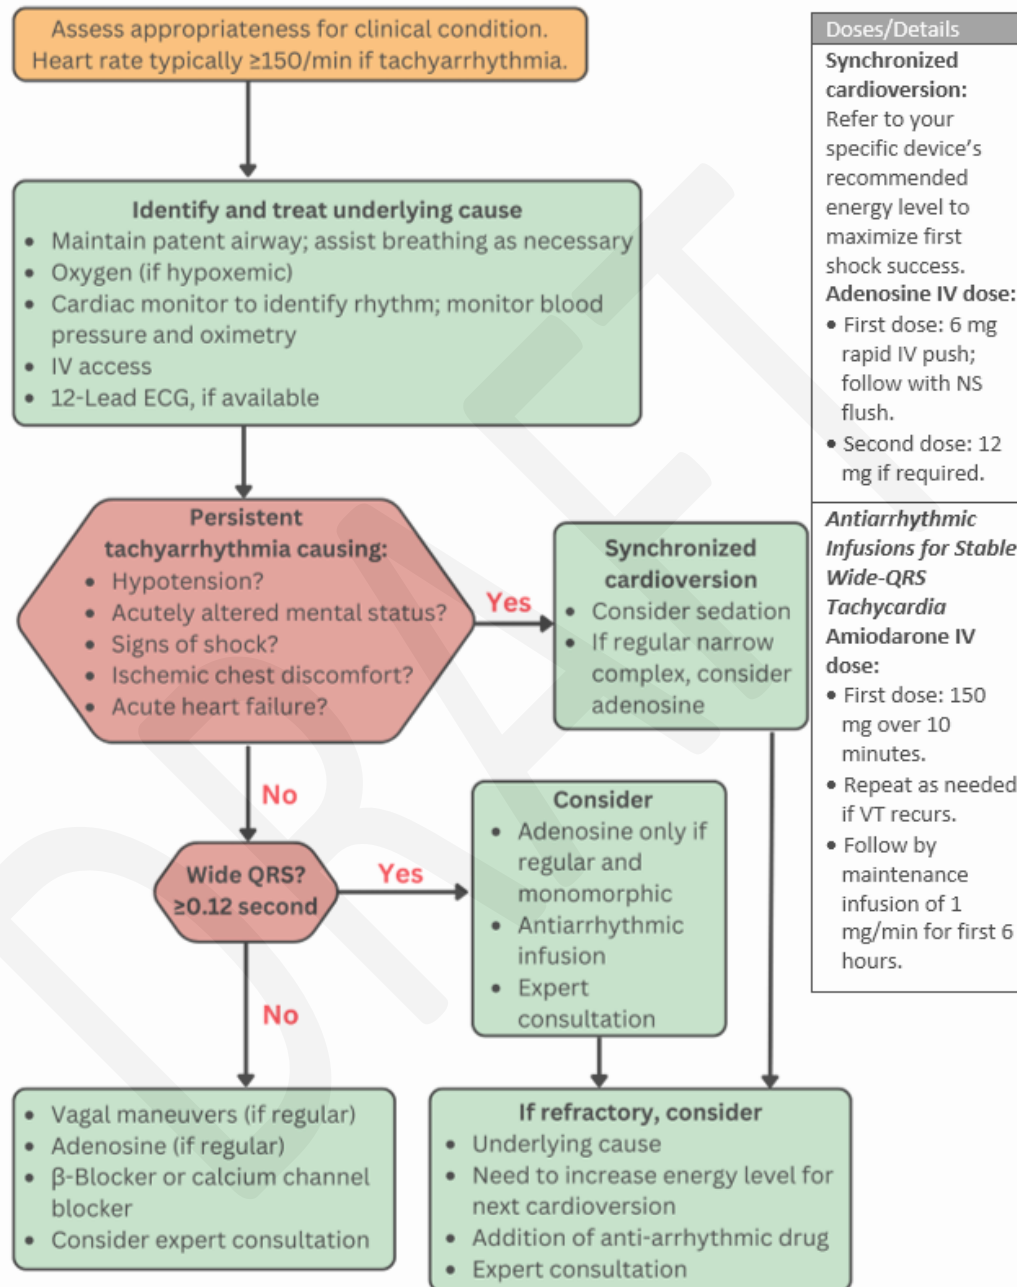 Assess appropriateness for clinical condition.
Heart rate typically ≥150/min if tachyarrhythmia.
Identify and treat underlying cause
• Maintain patent airway; assist breathing as necessary
• Oxygen (if hypoxemic)
• Cardiac monitor to identify rhythm; monitor blood
pressure and oximetry
• IV access
• 12-Lead ECG, if available
Persistent
tachyarrhythmia causing:
• Hypotension?
• Acutely altered mental status?
• Signs of shock?
• Ischemic chest discomfort?
• Acute heart failure?
Yes
Synchronized
cardioversion
• Consider sedation
• If regular narrow
complex, consider
adenosine
No
Wide QRS?
≥0.12 second
Yes
Consider
• Adenosine only if
regular and
monomorphic
• Antiarrhythmic
infusion
• Expert
consultation
No
• Vagal maneuvers (if regular)
• Adenosine (if regular)
• β-Blocker or calcium channel
blocker
• Consider expert consultation
If refractory, consider
• Underlying cause
• Need to increase energy level for
next cardioversion
• Addition of anti-arrhythmic drug
• Expert consultation
Doses/Details
Synchronized
cardioversion:
Refer to your
specific device's
recommended
energy level to
maximize first
shock success.
Adenosine IV dose:
• First dose: 6 mg
rapid IV push;
follow with NS
flush.
• Second dose: 12
mg if required.
Antiarrhythmic
Infusions for Stable
Wide-QRS
Tachycardia
Amiodarone IV
dose:
• First dose: 150
mg over 10
minutes.
• Repeat as needed
if VT recurs.
• Follow by
maintenance
infusion of 1
mg/min for first 6
hours.
DRAFT